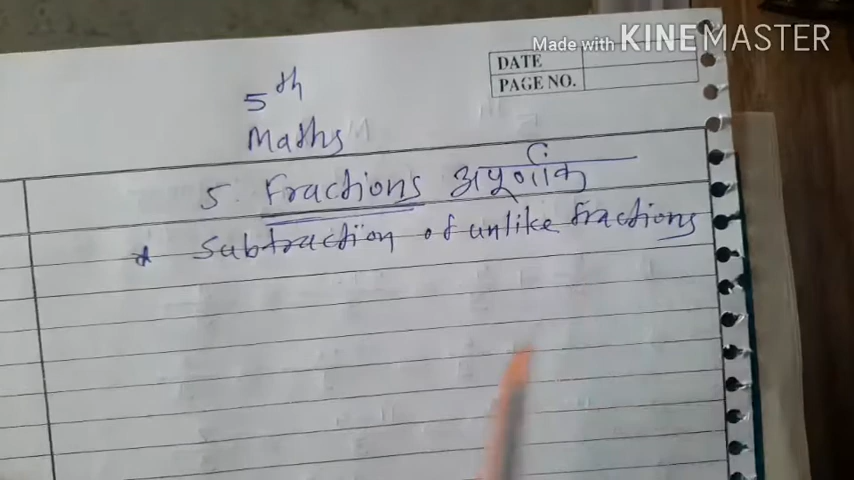 Made with KINEMASTER
DATE
PAGE NO.
5th
Maths
5. Fractions अपूर्णांक
* Subtraction of unlike fractions